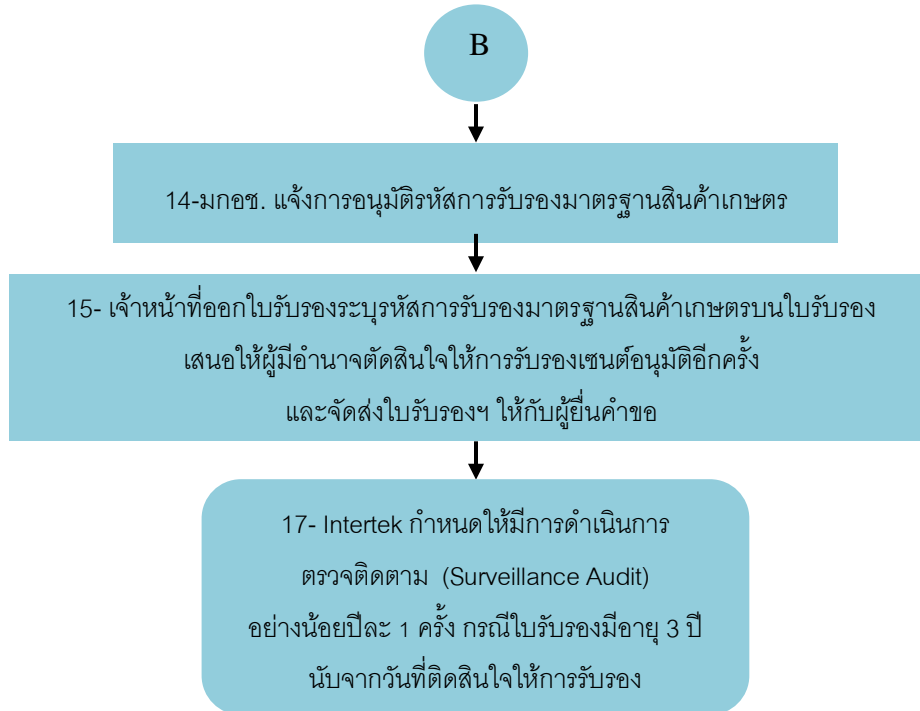 B
14-มกอช. แจ้งการอนุมัติรหัสการรับรองมาตรฐานสินค้าเกษตร
15- เจ้าหน้าที่ออกใบรับรองระบุรหัสการรับรองมาตรฐานสินค้าเกษตรบนใบรับรอง
เสนอให้ผู้มีอำนาจตัดสินใจให้การรับรองเซนต์อนุมัติอีกครั้ง
และจัดส่งใบรับรองฯ ให้กับผู้ยื่นคำขอ
17- Intertek กำหนดให้มีการดำเนินการ
ตรวจติดตาม (Surveillance Audit)
อย่างน้อยปีละ 1 ครั้ง กรณีใบรับรองมีอายุ 3 ปี
นับจากวันที่ติดสินใจให้การรับรอง